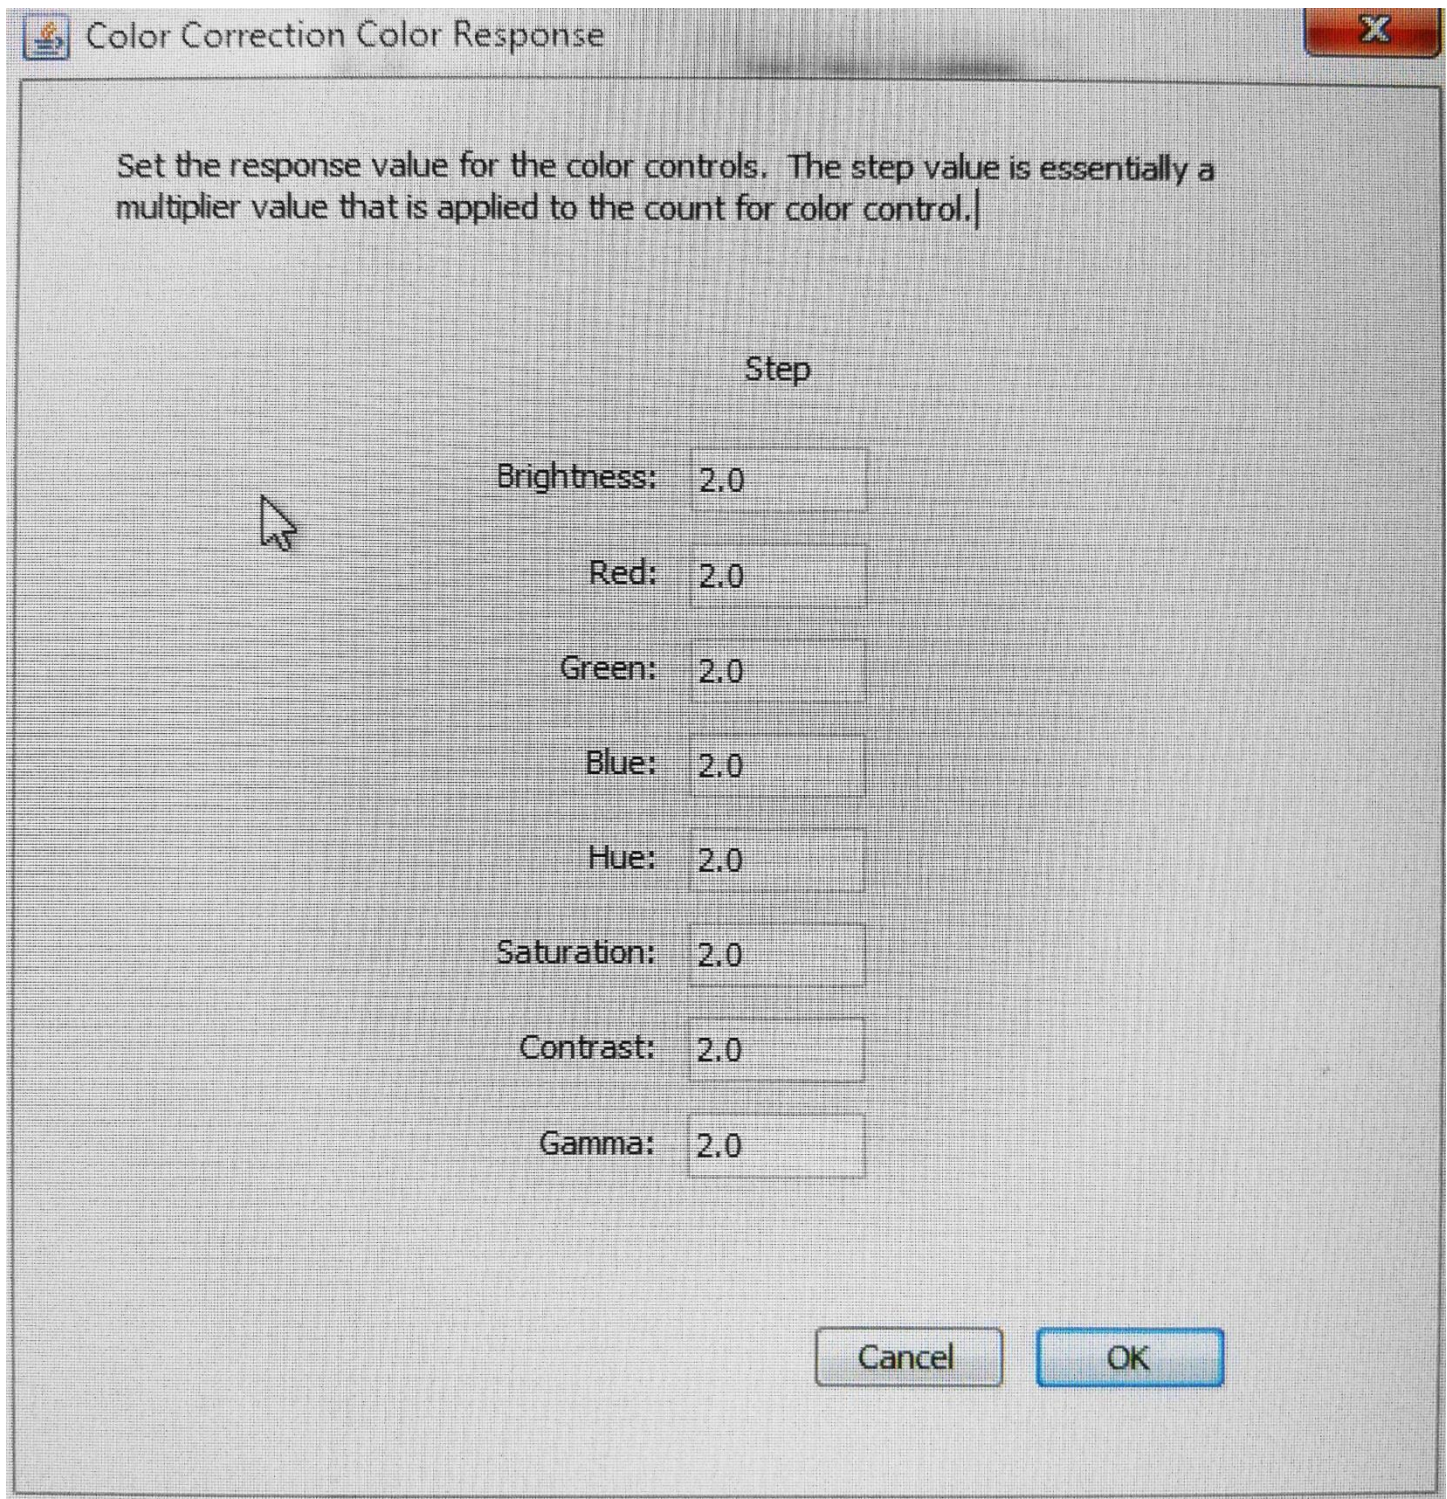 Color Correction Color Response
X
Set the response value for the color controls. The step value is essentially a
multiplier value that is applied to the count for color control.
Step
Brightness: 2.0
Red: 2.0
Green: 2.0
Blue: 2.0
Hue: 2.0
Saturation: 2.0
Contrast: 2.0
Gamma: 2.0
Cancel OK